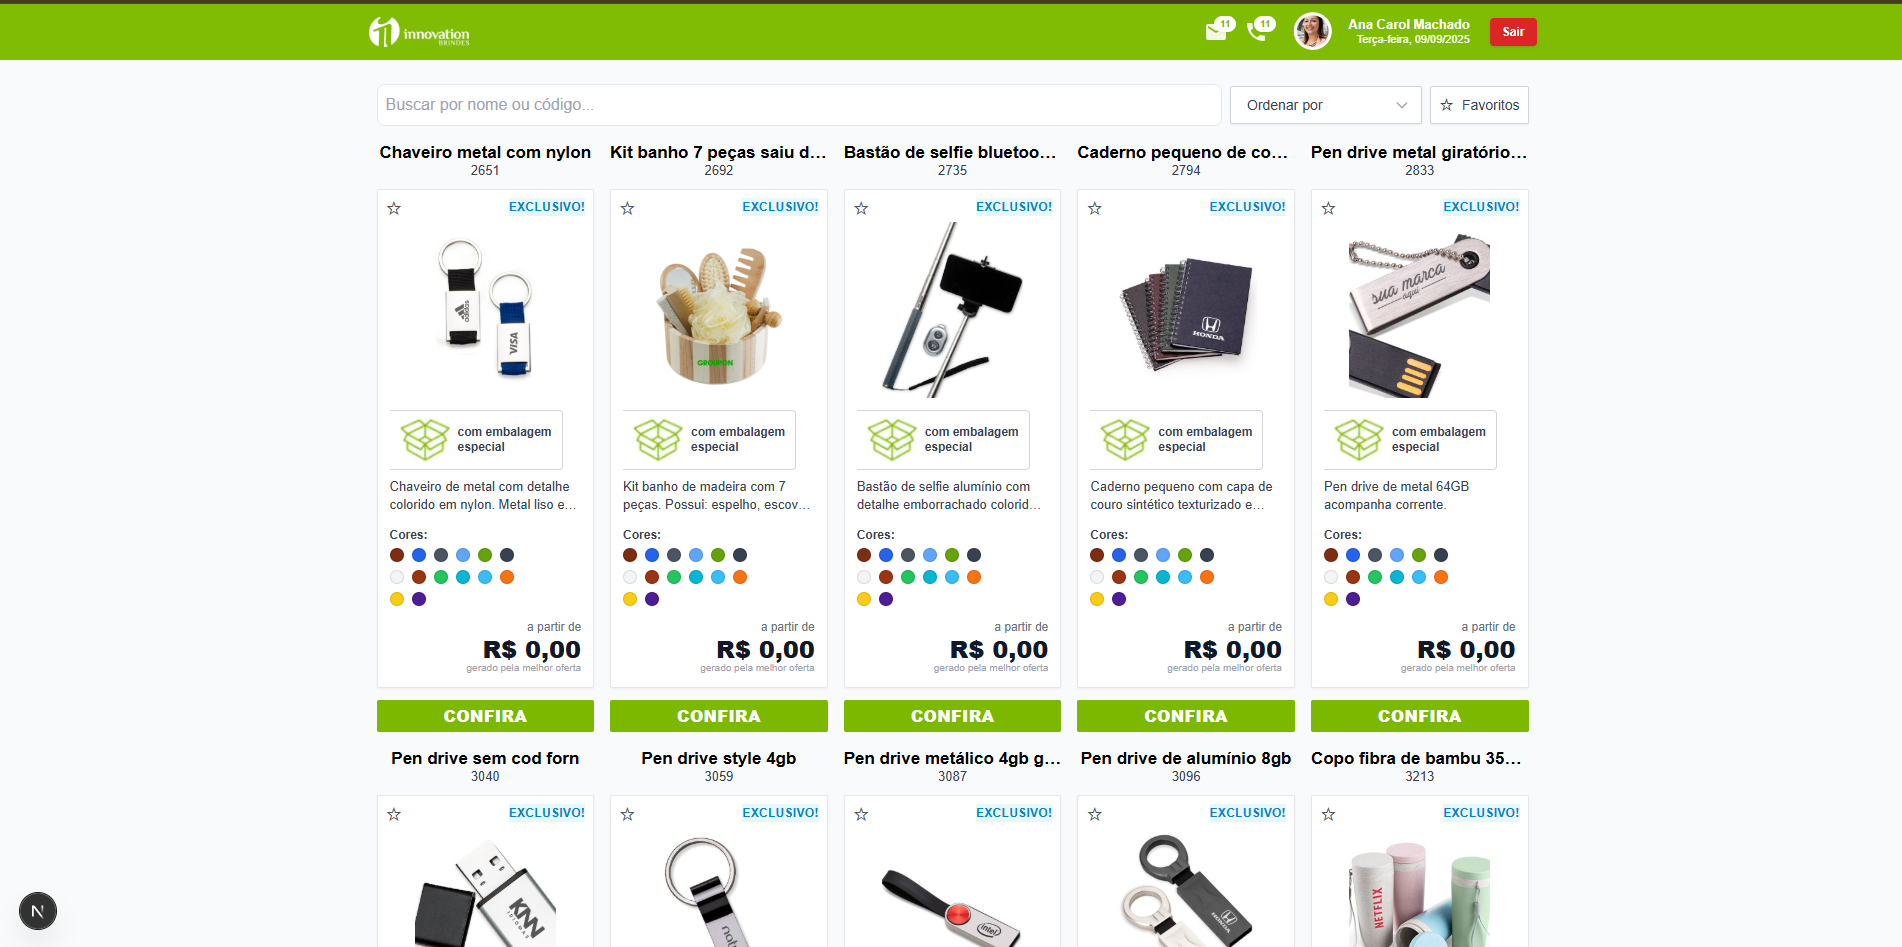 innovation
BRINDES
11
11
Ana Carol Machado
Terça-feira, 09/09/2025
Sair
Buscar por nome ou código...
Ordenar por
Favoritos
Chaveiro metal com nylon
2651
Kit banho 7 peças saiu d...
2692
Bastão de selfie bluetoo...
2735
Caderno pequeno de co...
2794
Pen drive metal giratório...
2833
EXCLUSIVO!
EXCLUSIVO!
EXCLUSIVO!
EXCLUSIVO!
EXCLUSIVO!
adidas
VISA
GROUPON
HONDA
sua marca
aqui
com embalagem
especial
com embalagem
especial
com embalagem
especial
com embalagem
especial
com embalagem
especial
Chaveiro de metal com detalhe
colorido em nylon. Metal liso e...
Kit banho de madeira com 7
peças. Possui: espelho, escov...
Bastão de selfie alumínio com
detalhe emborrachado colorid...
Caderno pequeno com capa de
couro sintético texturizado e...
Pen drive de metal 64GB
acompanha corrente.
Cores:
Cores:
Cores:
Cores:
Cores:
a partir de
R$ 0,00
gerado pela melhor oferta
a partir de
R$ 0,00
gerado pela melhor oferta
a partir de
R$ 0,00
gerado pela melhor oferta
a partir de
R$ 0,00
gerado pela melhor oferta
a partir de
R$ 0,00
gerado pela melhor oferta
CONFIRA
CONFIRA
CONFIRA
CONFIRA
CONFIRA
Pen drive sem cod forn
3040
Pen drive style 4gb
3059
Pen drive metálico 4gb g...
3087
Pen drive de alumínio 8gb
3096
Copo fibra de bambu 35...
3213
EXCLUSIVO!
EXCLUSIVO!
EXCLUSIVO!
EXCLUSIVO!
EXCLUSIVO!
KNN
intel
HONDA
NETFLIX
N